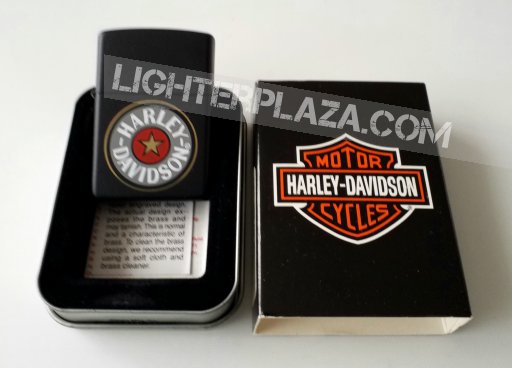 LIGHTERPLAZA.COM
HARLEY-
DAVIDSON
engraved design.
The actual design ex-
poses the brass and
may tarnish. This is normal
and a characteristic of
brass. To clean the brass
design, we recommend
using a soft cloth and
brass cleaner.
MOTOR
HARLEY-DAVIDSON
CYCLES